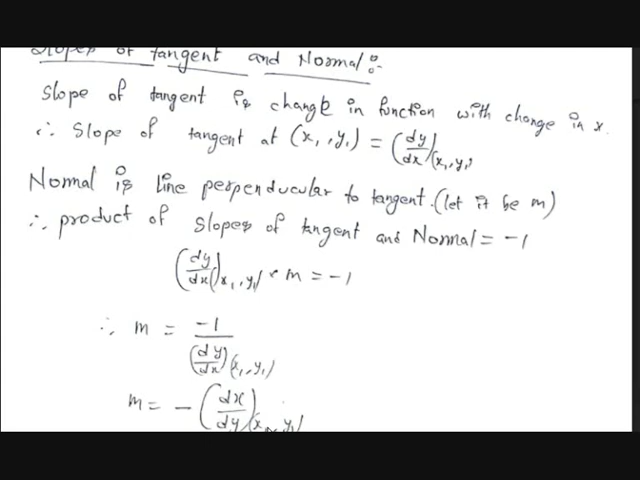 Slopes of tangent and Normal :-
slope of tangent is change in function with change in x.
∴ slope of tangent at (x₁, y₁) = (dy/dx)(x₁, y₁)
Normal is line perpenducular to tangent. (let it be m)
∴ product of slopes of tangent and Normal = -1
(dy/dx)(x₁, y₁) × m = -1
∴ m = -1/(dy/dx)(x₁, y₁)
m = -(dx/dy)(x₁, y₁)